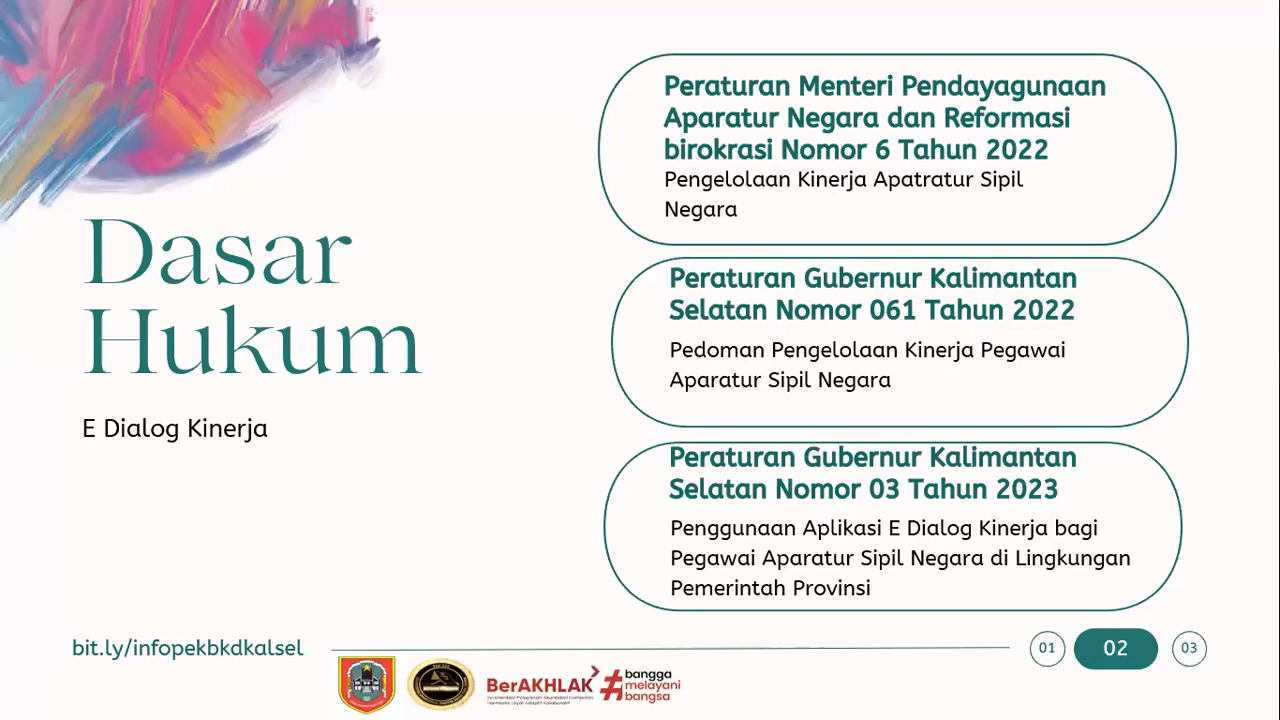 Dasar
Hukum
E Dialog Kinerja
Peraturan Menteri Pendayagunaan
Aparatur Negara dan Reformasi
birokrasi Nomor 6 Tahun 2022
Pengelolaan Kinerja Apatratur Sipil
Negara
Peraturan Gubernur Kalimantan
Selatan Nomor 061 Tahun 2022
Pedoman Pengelolaan Kinerja Pegawai
Aparatur Sipil Negara
Peraturan Gubernur Kalimantan
Selatan Nomor 03 Tahun 2023
Penggunaan Aplikasi E Dialog Kinerja bagi
Pegawai Aparatur Sipil Negara di Lingkungan
Pemerintah Provinsi
bit.ly/infopekbkdkalsel
01 02 03
BerAKHLAK
#bangga
melayani
bangsa